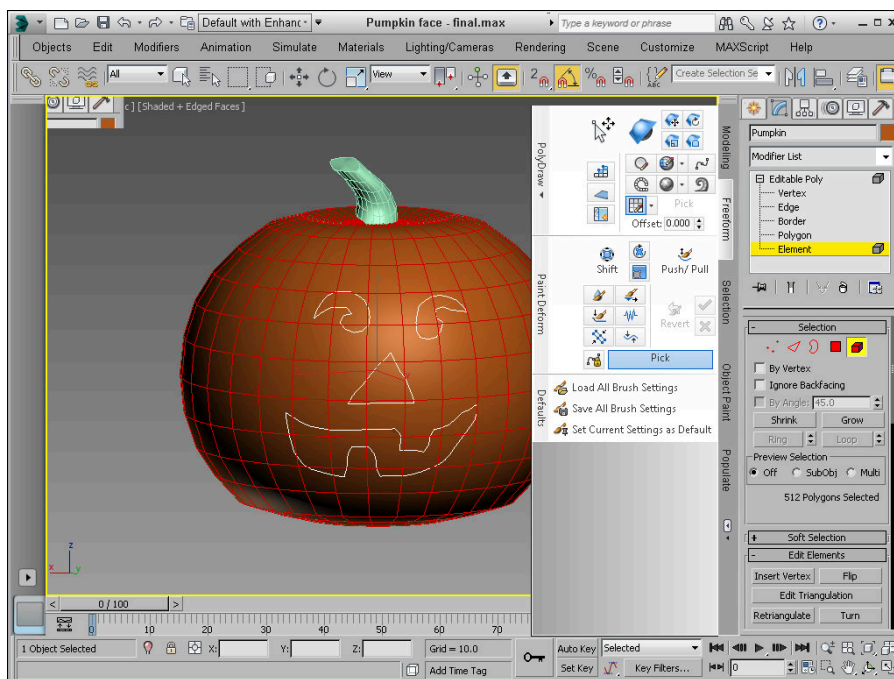 Default with Enhanc
Pumpkin face - final.max
Type a keyword or phrase
Objects Edit Modifiers Animation Simulate Materials Lighting/Cameras Rendering Scene Customize MAXScript Help
All
View
2
%
ABC
Create Selection Se
c ] [Shaded + Edged Faces ]
PolyDraw
Pick
Offset: 0.000
Paint Deform
Shift
Push/ Pull
Revert
Pick
Defaults
Load All Brush Settings
Save All Brush Settings
Set Current Settings as Default
Modeling
Freeform
Selection
Object Paint
Populate
Pumpkin
Modifier List
Editable Poly
Vertex
Edge
Border
Polygon
Element
- Selection
By Vertex
Ignore Backfacing
By Angle: 45.0
Shrink Grow
Ring Loop
Preview Selection
Off SubObj Multi
512 Polygons Selected
+ Soft Selection
- Edit Elements
Insert Vertex Flip
Edit Triangulation
Retriangulate Turn
z
x y
x
< 0 / 100 >
0 10 20 30 40 50 60 70
1 Object Selected X: Y: Z: Grid = 10.0
Add Time Tag
Auto Key Selected
Set Key Key Filters... 0